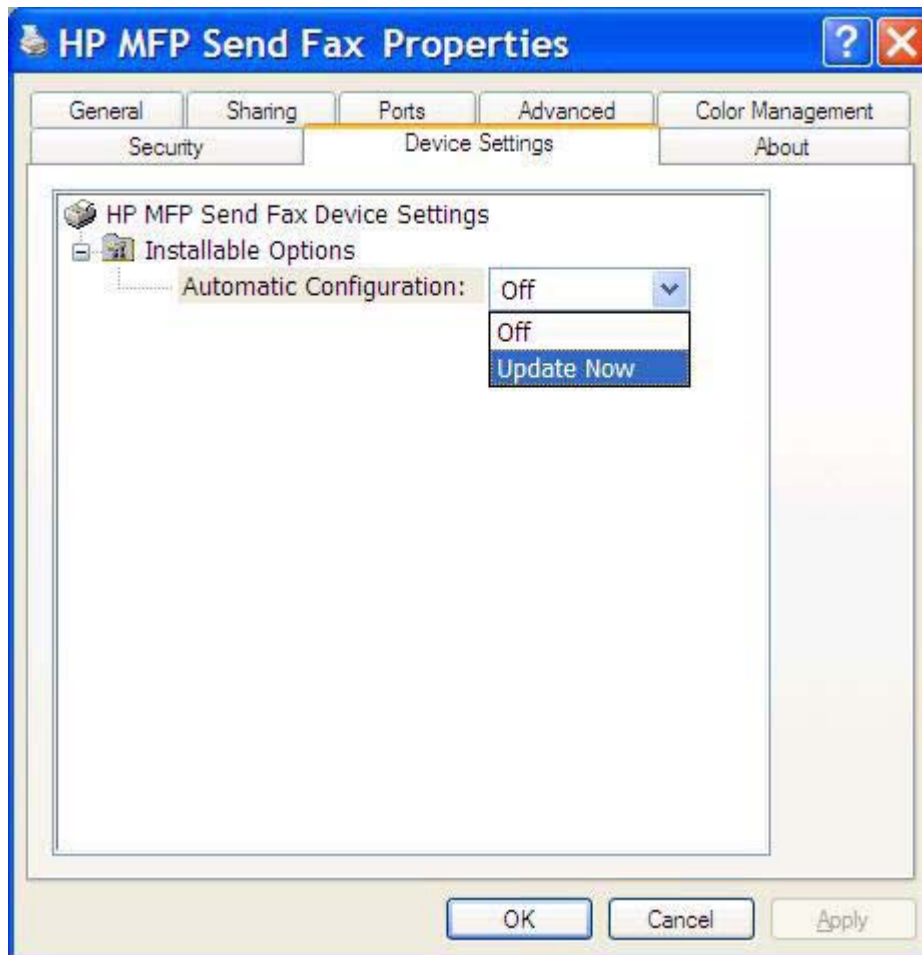 HP MFP Send Fax Properties
General Sharing Ports Advanced Color Management
Security Device Settings About
HP MFP Send Fax Device Settings
Installable Options
Automatic Configuration: Off
Off
Update Now
OK Cancel Apply